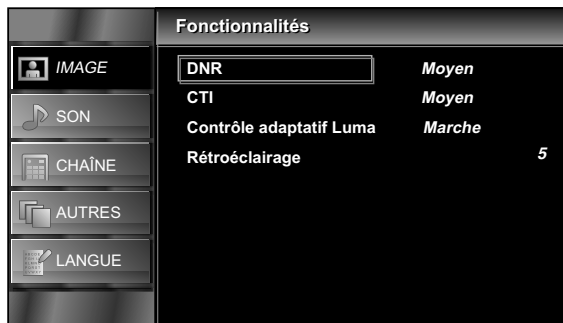 Fonctionnalités
IMAGE
SON
CHAÎNE
AUTRES
LANGUE
DNR Moyen
CTI Moyen
Contrôle adaptatif Luma Marche
Rétroéclairage 5